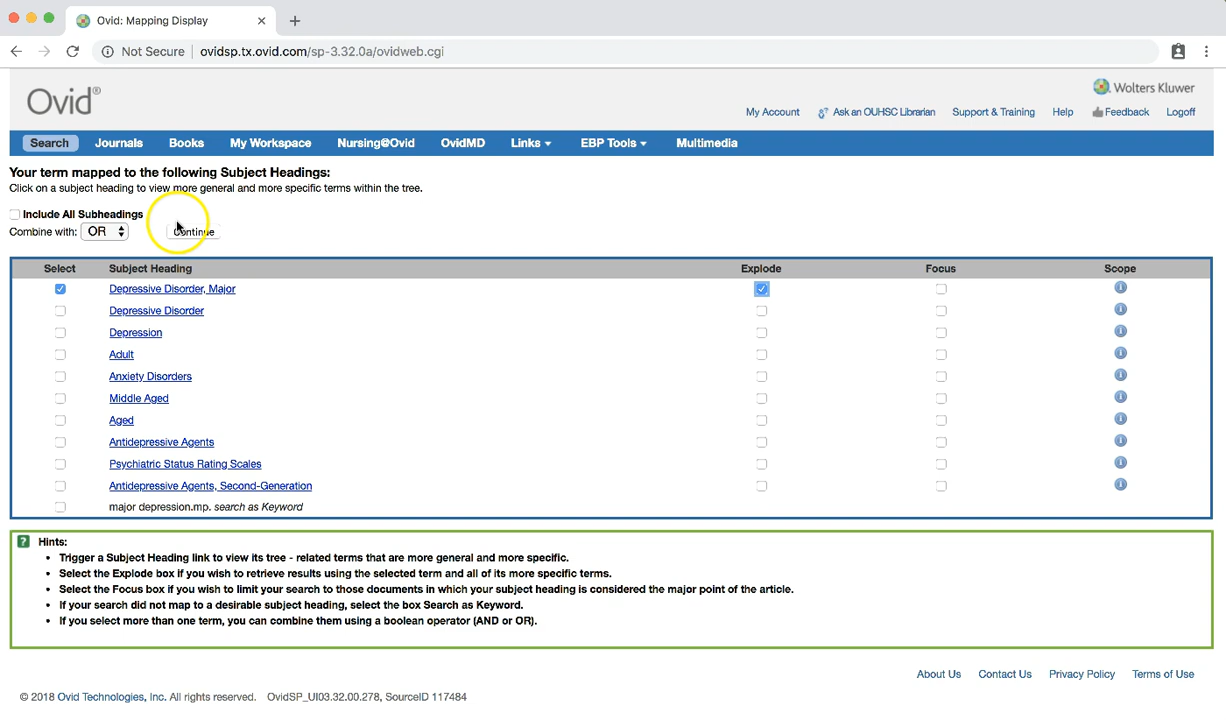 Ovid: Mapping Display
Not Secure ovidsp.tx.ovid.com/sp-3.32.0a/ovidweb.cgi
Ovid®
Wolters Kluwer
My Account Ask an OUHSC Librarian Support & Training Help Feedback Logoff
Search Journals Books My Workspace Nursing@Ovid OvidMD Links EBP Tools Multimedia
Your term mapped to the following Subject Headings:
Click on a subject heading to view more general and more specific terms within the tree.
Include All Subheadings
Combine with: OR Continue
Select Subject Heading Explode Focus Scope
Depressive Disorder, Major
Depressive Disorder
Depression
Adult
Anxiety Disorders
Middle Aged
Aged
Antidepressive Agents
Psychiatric Status Rating Scales
Antidepressive Agents, Second-Generation
major depression.mp. search as Keyword
? Hints:
• Trigger a Subject Heading link to view its tree - related terms that are more general and more specific.
• Select the Explode box if you wish to retrieve results using the selected term and all of its more specific terms.
• Select the Focus box if you wish to limit your search to those documents in which your subject heading is considered the major point of the article.
• If your search did not map to a desirable subject heading, select the box Search as Keyword.
• If you select more than one term, you can combine them using a boolean operator (AND or OR).
About Us Contact Us Privacy Policy Terms of Use
© 2018 Ovid Technologies, Inc. All rights reserved. OvidSP_UI03.32.00.278, SourceID 117484